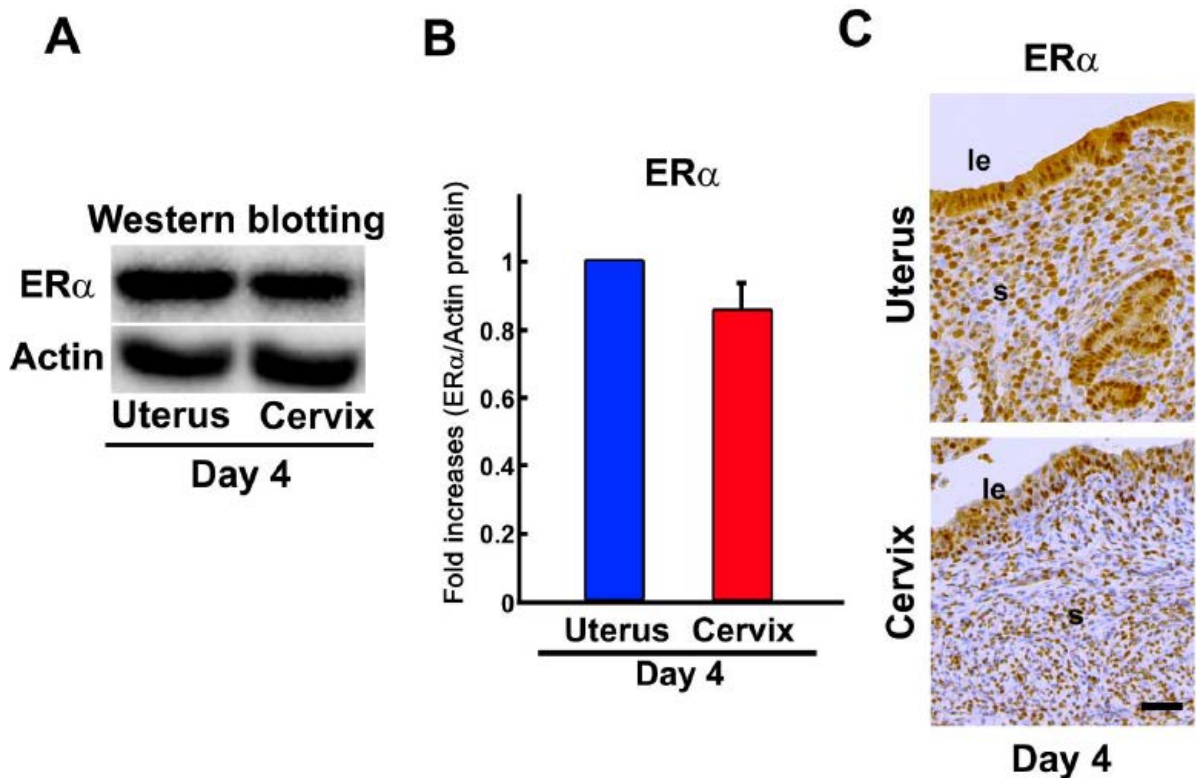 A
Western blotting
ERα
Actin
Uterus Cervix
Day 4
B
ERα
Fold increases (ERα/Actin protein)
1
0.8
0.6
0.4
0.2
0
Uterus Cervix
Day 4
C
ERα
Uterus
le
s
Cervix
le
s
Day 4